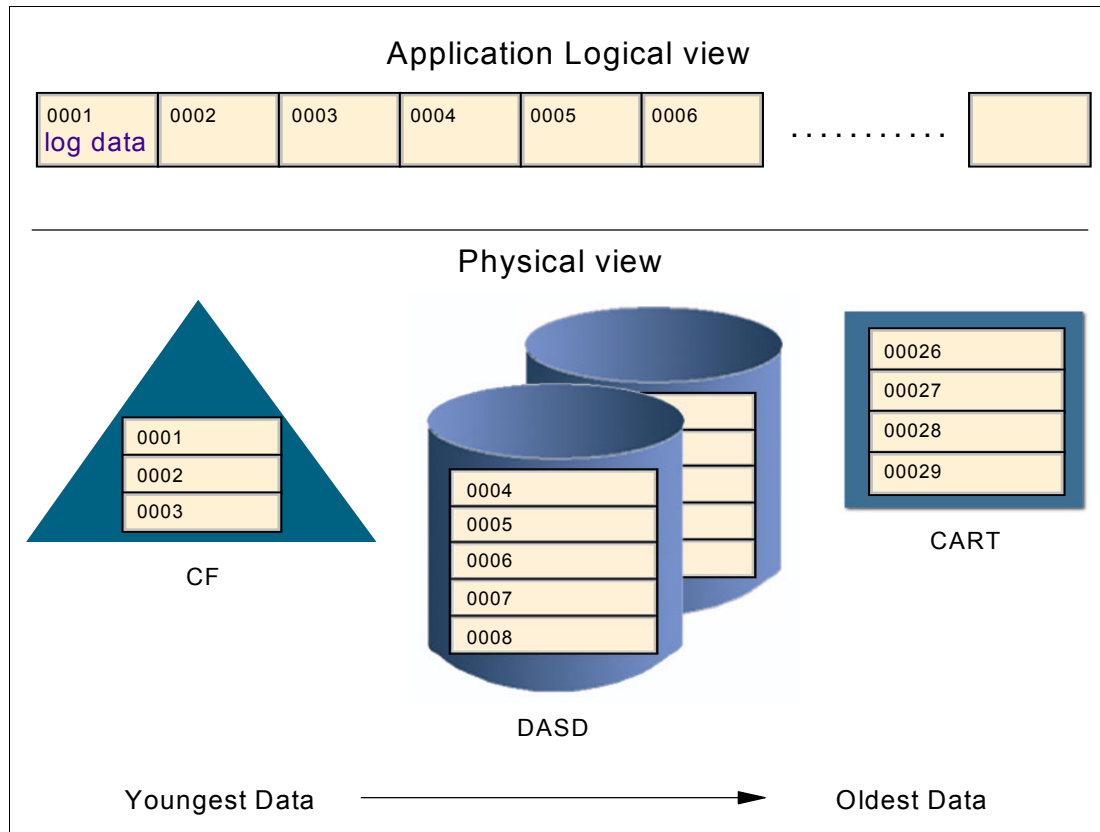 Application Logical view
0001 0002 0003 0004 0005 0006 ...........
log data
Physical view
0001
0002
0003
CF
0004
0005
0006
0007
0008
DASD
00026
00027
00028
00029
CART
Youngest Data
Oldest Data